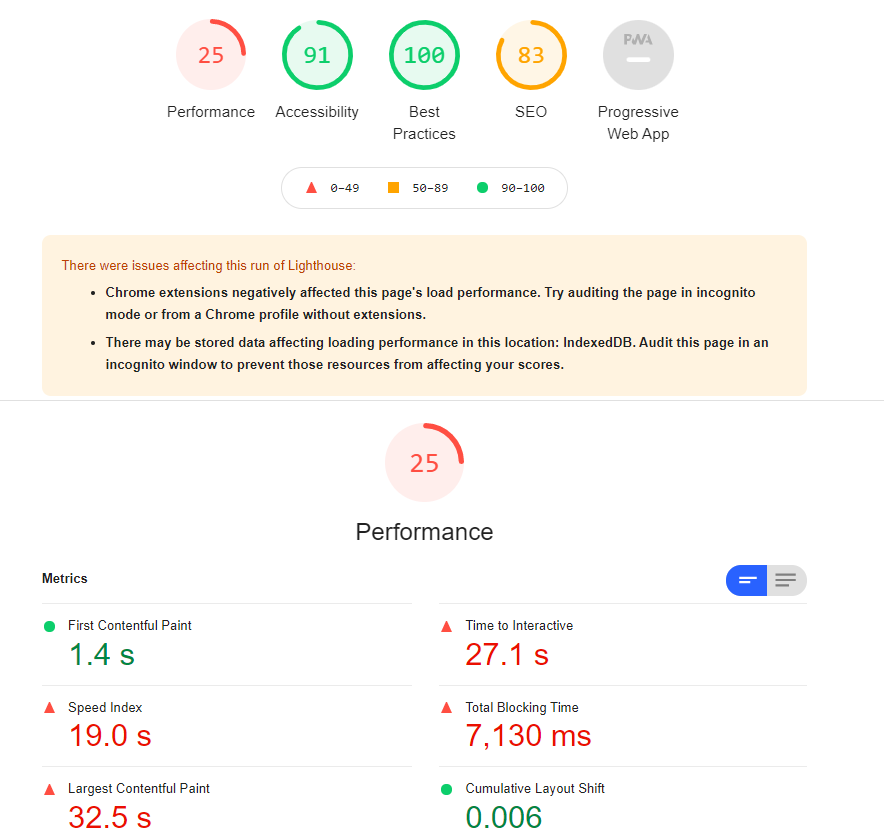 25
91
100
83
PWA
Performance
Accessibility
Best
Practices
SEO
Progressive
Web App
0–49
50–89
90–100
There were issues affecting this run of Lighthouse:
• Chrome extensions negatively affected this page's load performance. Try auditing the page in incognito
mode or from a Chrome profile without extensions.
• There may be stored data affecting loading performance in this location: IndexedDB. Audit this page in an
incognito window to prevent those resources from affecting your scores.
25
Performance
Metrics
First Contentful Paint
1.4 s
Time to Interactive
27.1 s
Speed Index
19.0 s
Total Blocking Time
7,130 ms
Largest Contentful Paint
32.5 s
Cumulative Layout Shift
0.006